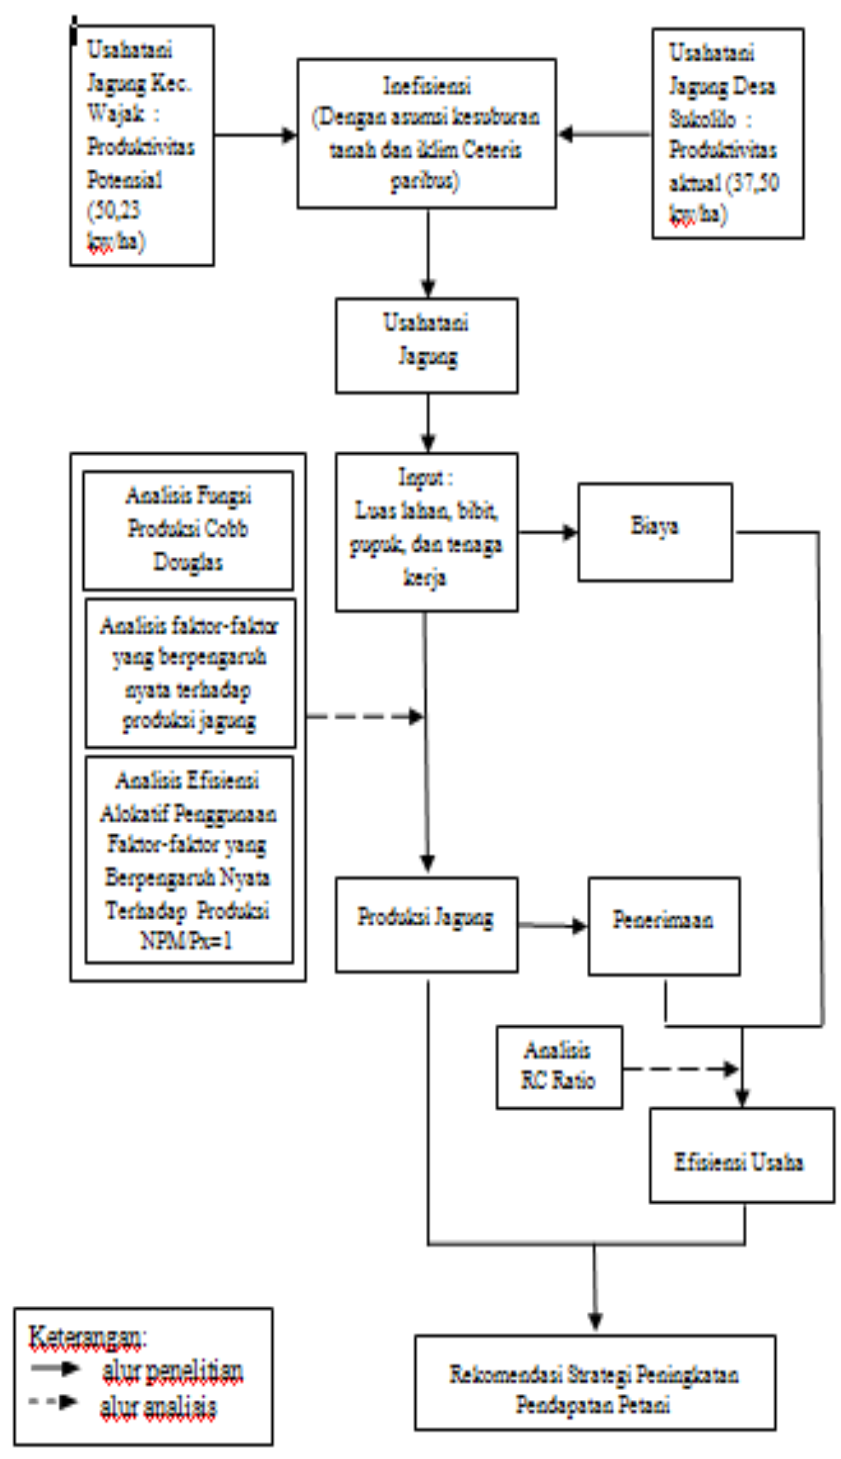 Usahatani
Jagung Kec.
Wajak :
Produktivitas
Potensial
(50,23
kw/ha)
Inefisiensi
(Dengan asumsi kesuburan
tanah dan iklim Ceteris
paribus)
Usahatani
Jagung Desa
Sukolilo :
Produktivitas
aktual (37,50
kw/ha)
Usahatani
Jagung
Input :
Luas lahan, bibit,
pupuk, dan tenaga
kerja
Biaya
Analisis Fungsi
Produksi Cobb
Douglas
Analisis faktor-faktor
yang berpengaruh
nyata terhadap
produksi jagung
Analisis Efisiensi
Alokatif Penggunaan
Faktor-faktor yang
Berpengaruh Nyata
Terhadap Produksi
NPM/Px=1
Produksi Jagung
Penerimaan
Analisis
RC Ratio
Efisiensi Usaha
Rekomendasi Strategi Peningkatan
Pendapatan Petani
Keterangan:
alur penelitian
alur analisis